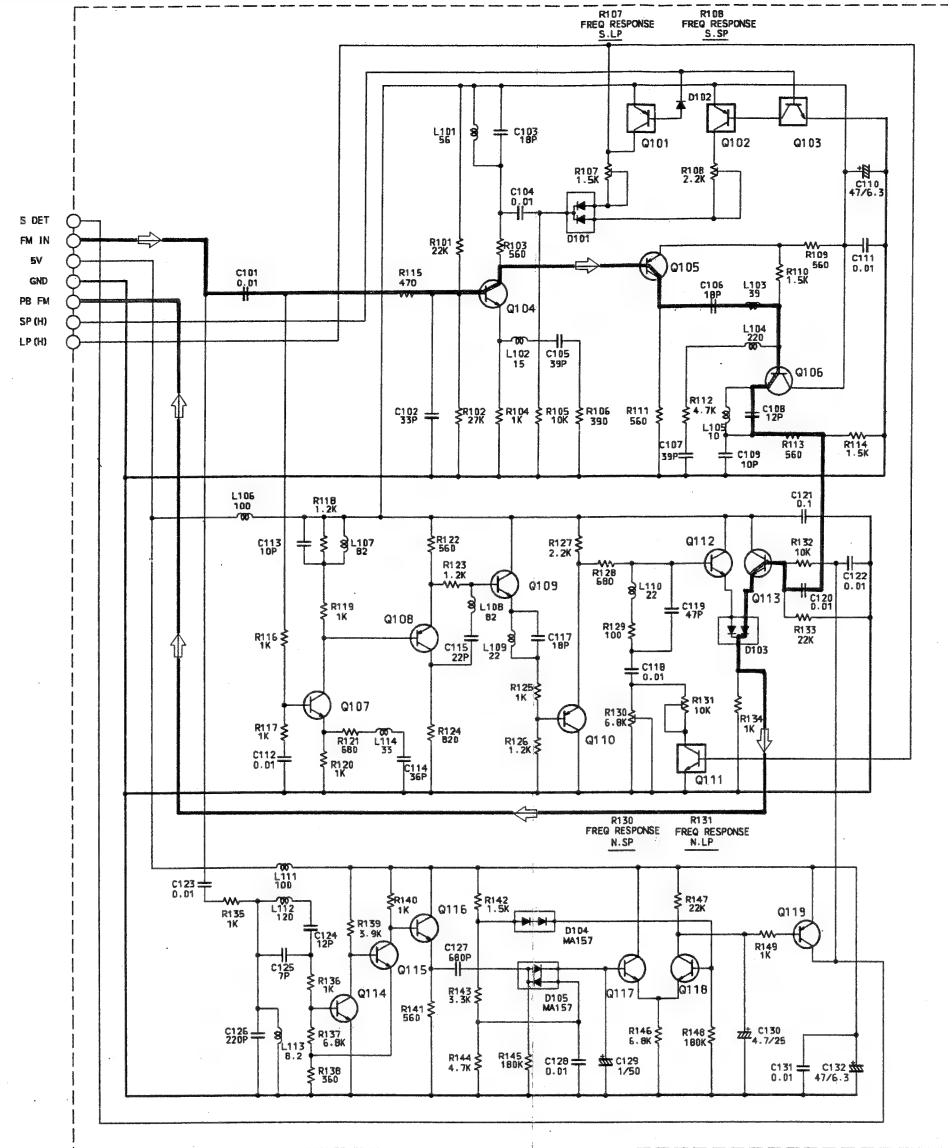 R107
FREQ RESPONSE
S.LP
R108
FREQ RESPONSE
S.SP
L101
56
C103
18P
Q101
D102
Q102
Q103
R107
1.5K
R108
2.2K
C110
47/6.3
C104
0.01
D101
S DET
FM IN
5V
GND
PB FM
SP(H)
LP(H)
R101
22K
R103
560
R109
560
C111
0.01
C101
0.01
R115
470
Q104
Q105
R110
1.5K
C106
18P
L103
39
L104
220
L102
15
C105
39P
Q106
C102
33P
R102
27K
R104
1K
R105
10K
R106
390
R111
560
R112
4.7K
L105
10
C108
12P
C107
39P
C109
10P
R113
560
R114
1.5K
L106
100
R118
1.2K
C113
10P
L107
82
R122
560
R123
1.2K
Q109
R127
2.2K
R128
680
Q112
C121
0.1
R132
10K
C122
0.01
Q113
C120
0.01
L110
22
C119
47P
R119
1K
Q108
L108
82
C115
22P
L109
22
C117
18P
R129
100
D103
R133
22K
R116
1K
C118
0.01
Q107
R125
1K
R130
6.8K
R131
10K
R134
1K
R117
1K
R121
680
L114
33
R124
820
Q110
C112
0.01
R120
1K
C114
36P
R126
1.2K
Q111
R130
FREQ RESPONSE
N.SP
R131
FREQ RESPONSE
N.LP
C123
0.01
L111
100
L112
120
R135
1K
C124
12P
R139
3.9K
R140
1K
Q116
R142
1.5K
D104
MA157
R147
22K
Q119
R149
1K
C125
7P
R136
1K
Q115
C127
680P
Q114
R143
3.3K
D105
MA157
Q117
Q118
C126
220P
L113
8.2
R137
6.8K
R141
560
R146
6.8K
R148
180K
C130
4.7/25
R138
360
R144
4.7K
R145
180K
C128
0.01
C129
1/50
C131
0.01
C132
47/6.3